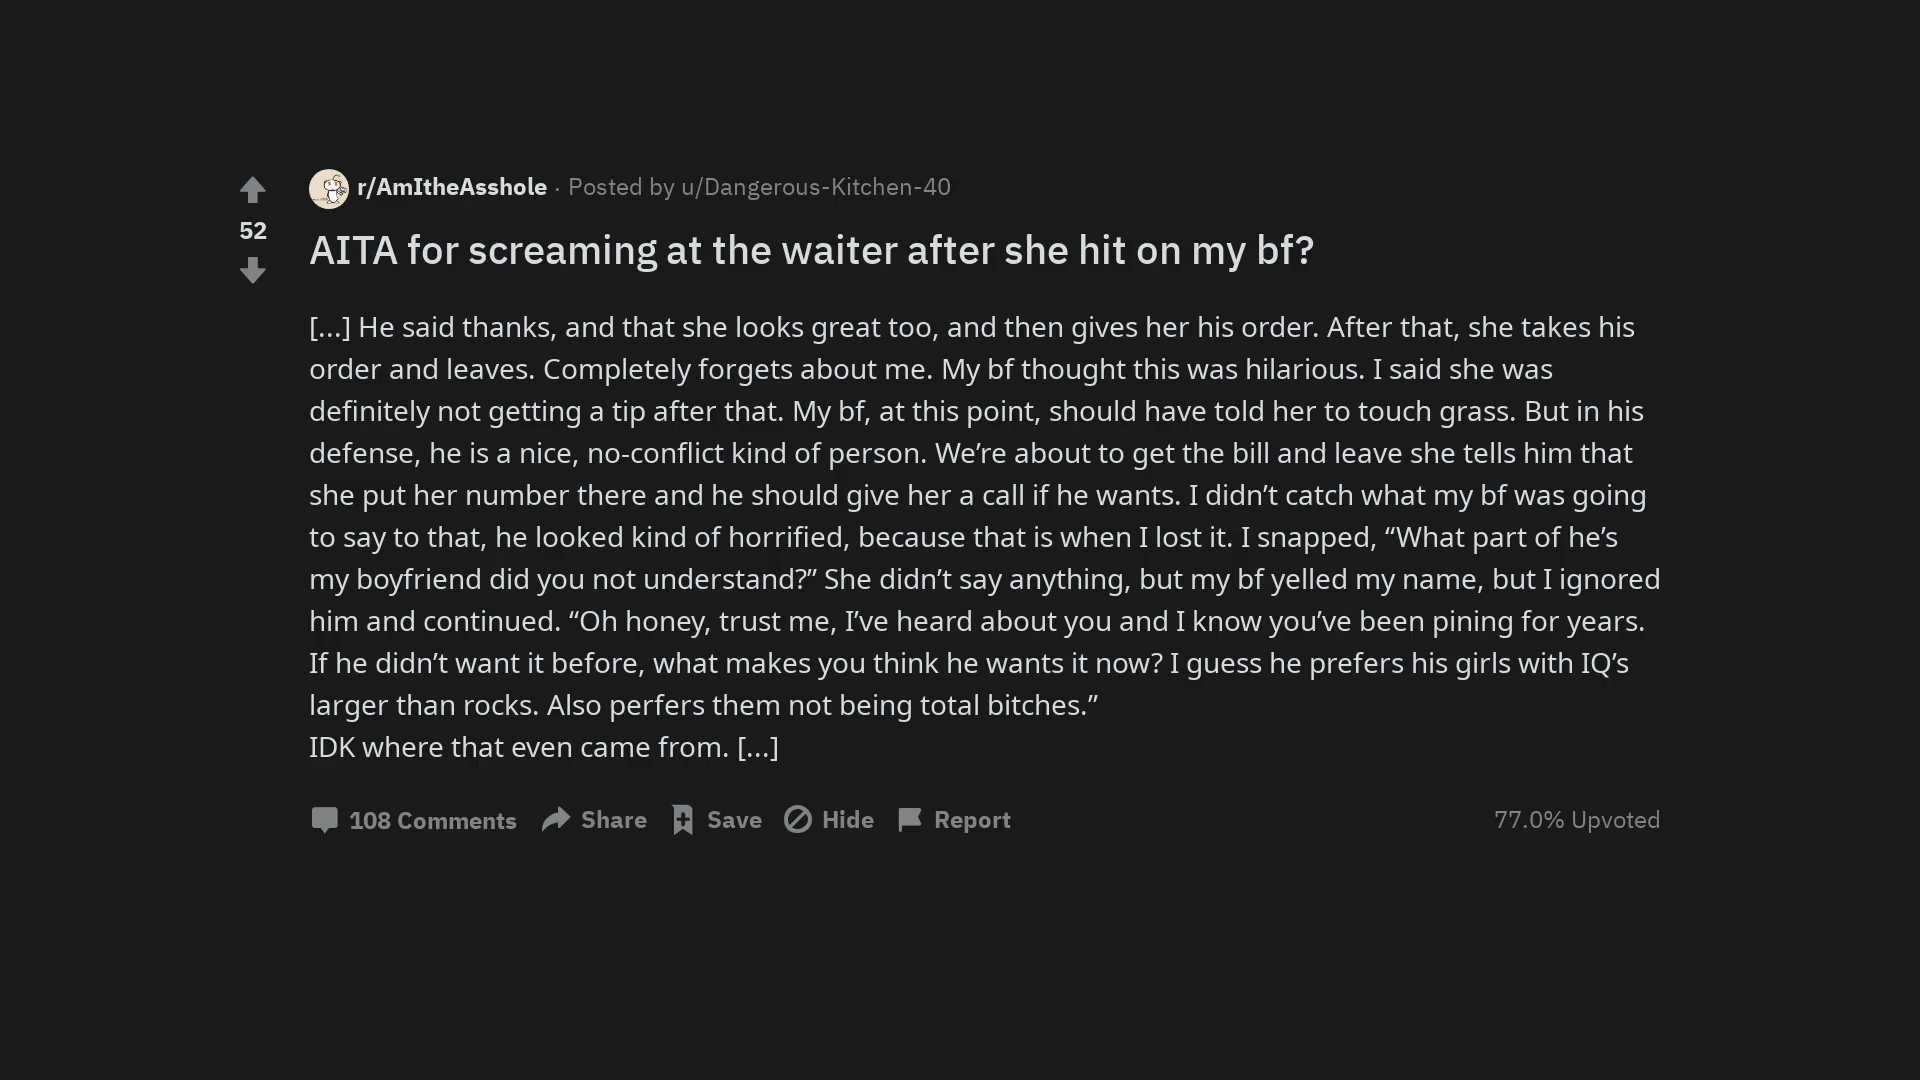 r/AmItheAsshole · Posted by u/Dangerous-Kitchen-40
52
AITA for screaming at the waiter after she hit on my bf?
[...] He said thanks, and that she looks great too, and then gives her his order. After that, she takes his
order and leaves. Completely forgets about me. My bf thought this was hilarious. I said she was
definitely not getting a tip after that. My bf, at this point, should have told her to touch grass. But in his
defense, he is a nice, no-conflict kind of person. We’re about to get the bill and leave she tells him that
she put her number there and he should give her a call if he wants. I didn’t catch what my bf was going
to say to that, he looked kind of horrified, because that is when I lost it. I snapped, “What part of he’s
my boyfriend did you not understand?” She didn’t say anything, but my bf yelled my name, but I ignored
him and continued. “Oh honey, trust me, I’ve heard about you and I know you’ve been pining for years.
If he didn’t want it before, what makes you think he wants it now? I guess he prefers his girls with IQ’s
larger than rocks. Also perfers them not being total bitches.”
IDK where that even came from. [...]
108 Comments Share Save Hide Report 77.0% Upvoted